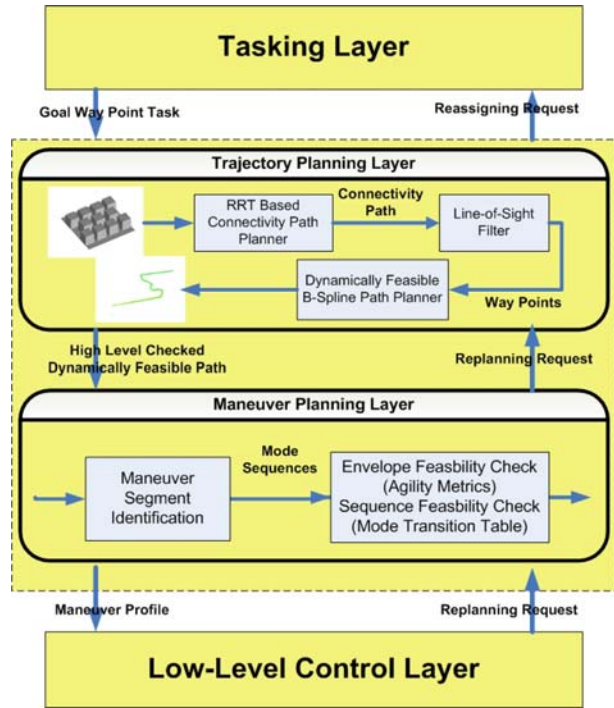 Tasking Layer
Goal Way Point Task
Reassigning Request
Trajectory Planning Layer
RRT Based
Connectivity Path
Planner
Connectivity
Path
Line-of-Sight
Filter
Dynamically Feasible
B-Spline Path Planner
Way Points
High Level Checked
Dynamically Feasible Path
Replanning Request
Maneuver Planning Layer
Maneuver
Segment
Identification
Mode
Sequences
Envelope Feasbility Check
(Agility Metrics)
Sequence Feasbility Check
(Mode Transition Table)
Maneuver Profile
Replanning Request
Low-Level Control Layer